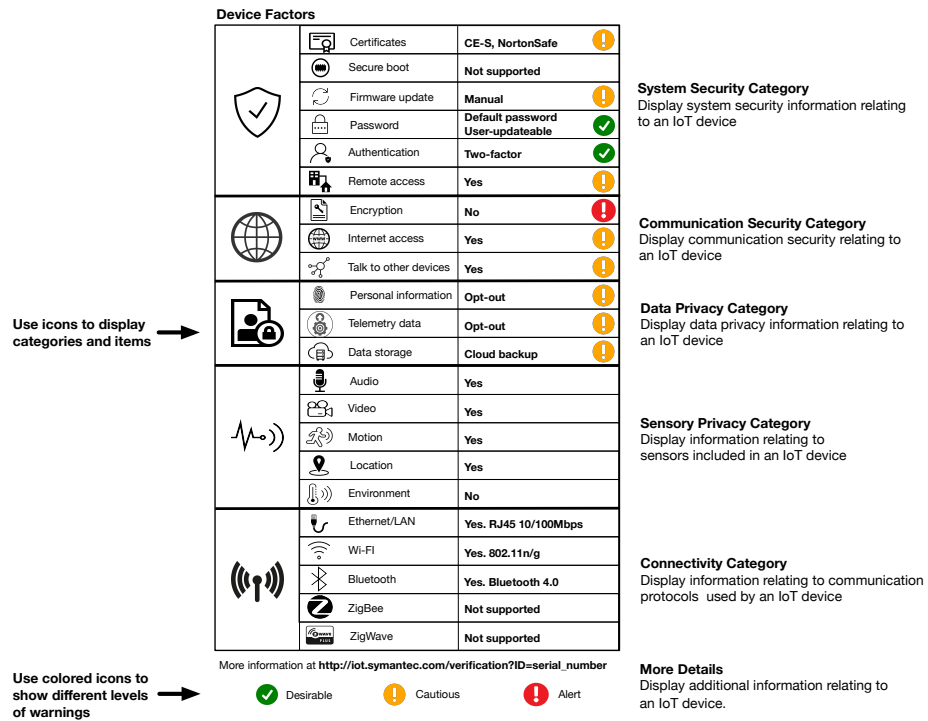 Device Factors
Certificates CE-S, NortonSafe
Secure boot Not supported
Firmware update Manual
Password Default password
User-updateable
Authentication Two-factor
Remote access Yes
System Security Category
Display system security information relating
to an IoT device
Encryption No
www
Internet access Yes
Talk to other devices Yes
Communication Security Category
Display communication security relating to
an IoT device
Personal information Opt-out
Telemetry data Opt-out
Data storage Cloud backup
Data Privacy Category
Display data privacy information relating to
an IoT device
Use icons to display
categories and items
Audio Yes
Video Yes
Motion Yes
Location Yes
Environment No
Sensory Privacy Category
Display information relating to
sensors included in an IoT device
Ethernet/LAN Yes. RJ45 10/100Mbps
Wi-FI Yes. 802.11n/g
Bluetooth Yes. Bluetooth 4.0
ZigBee Not supported
Z WAVE
PLUS
ZigWave Not supported
Connectivity Category
Display information relating to communication
protocols used by an IoT device
More information at http://iot.symantec.com/verification?ID=serial_number
Use colored icons to
show different levels
of warnings
Desirable
Cautious
Alert
More Details
Display additional information relating to
an IoT device.